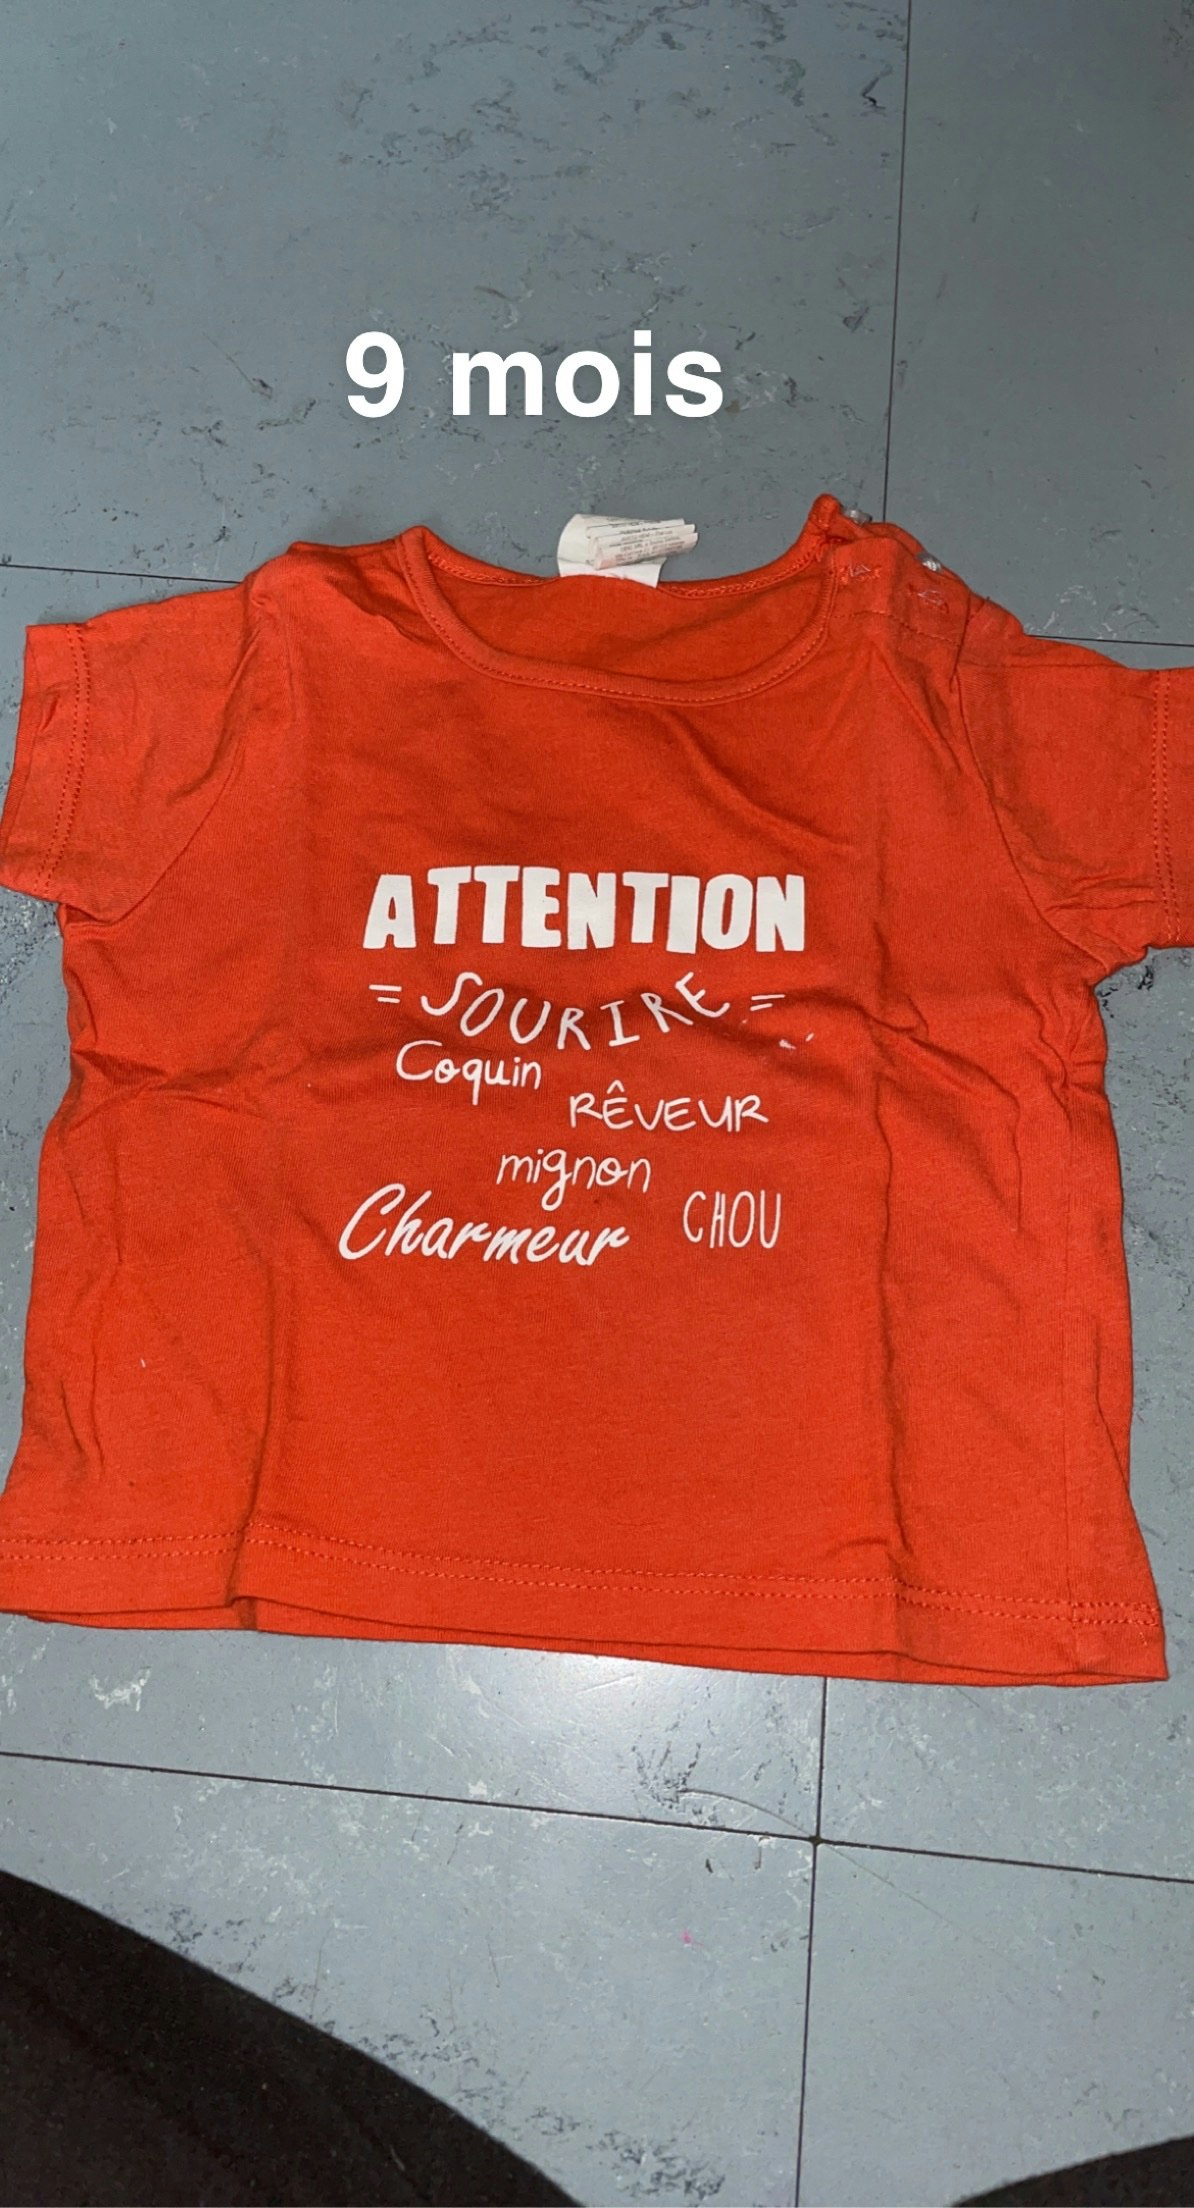 9 mois
ATTENTION
= SOURIRE =
Coquin
RÊVEUR
mignon
Charmeur CHOU